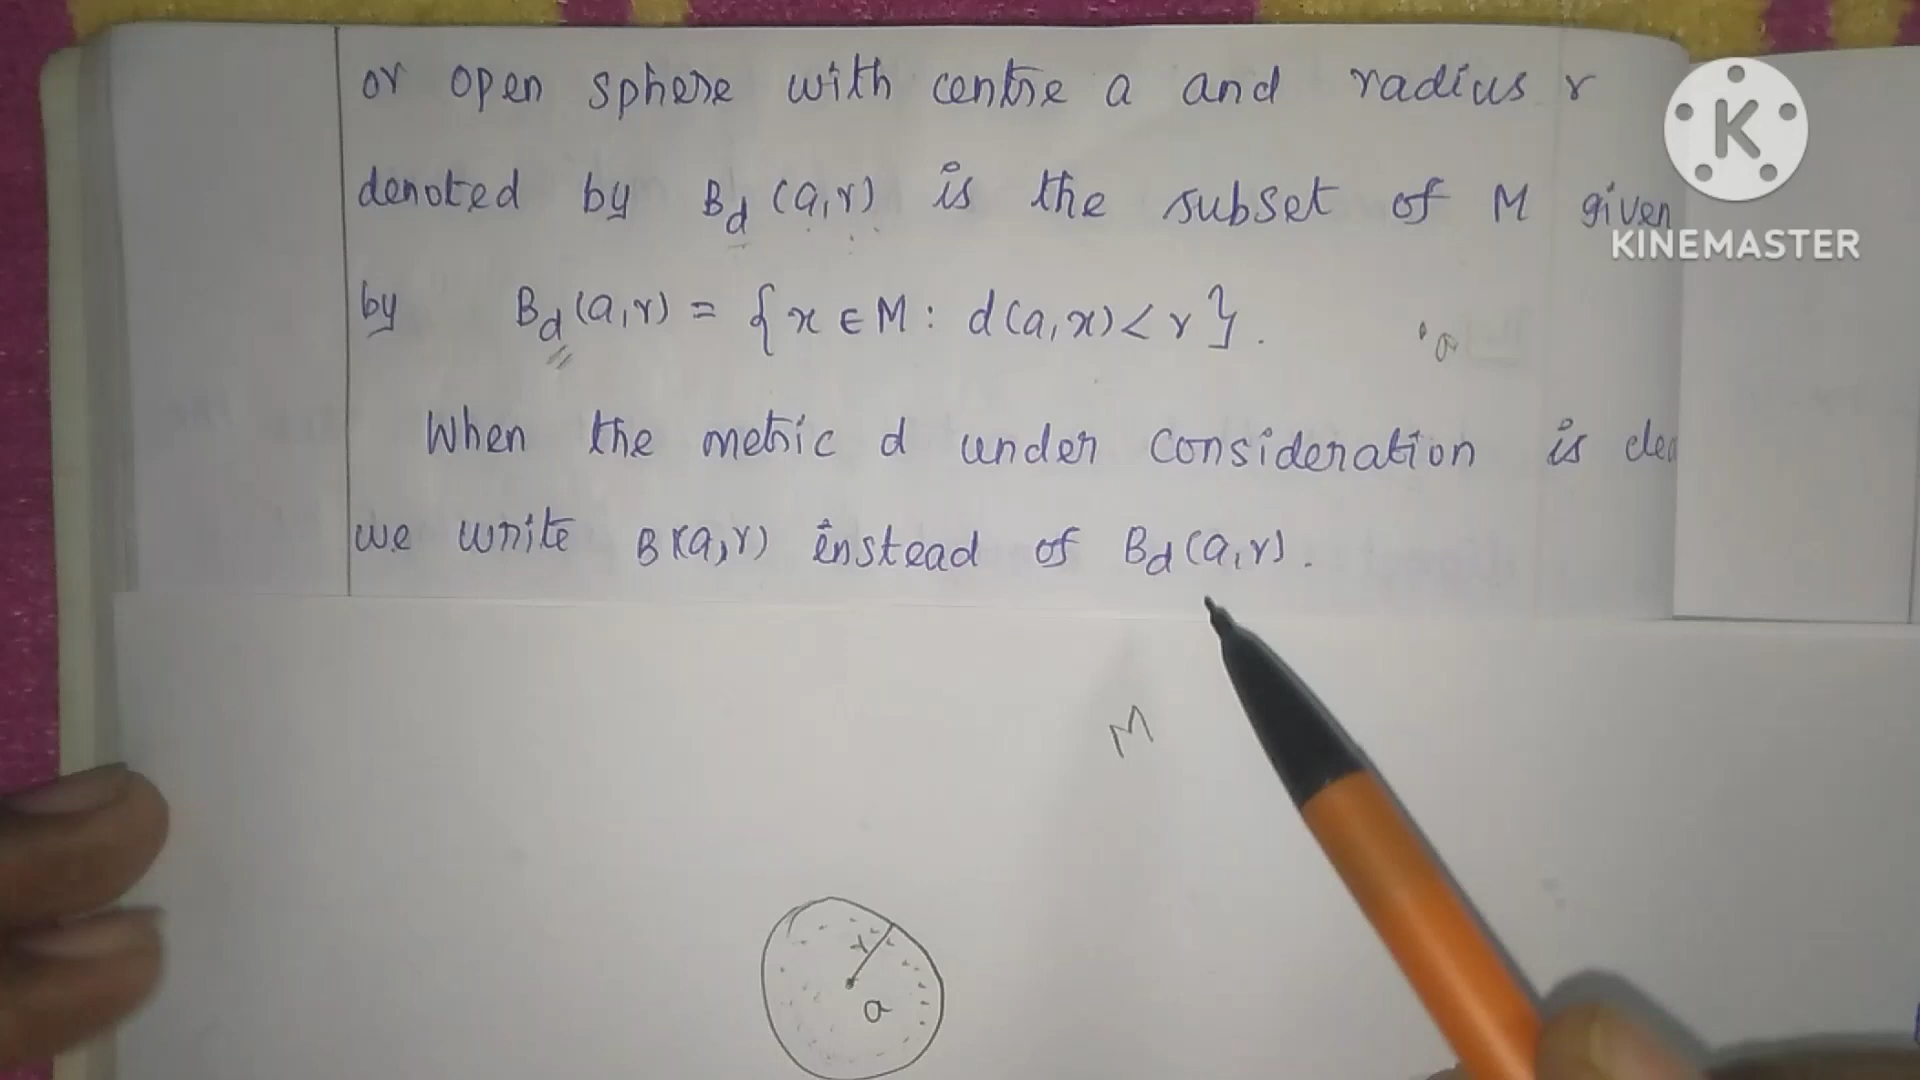 or open sphere with centre a and radius r
denoted by B_d (a,r) is the subset of M given
by B_d (a,r) = { x ∈ M : d(a,x) < r }.
a
When the metric d under consideration is
we write B(a,r) instead of B_d (a,r).
M
r
a
K
KINEMASTER